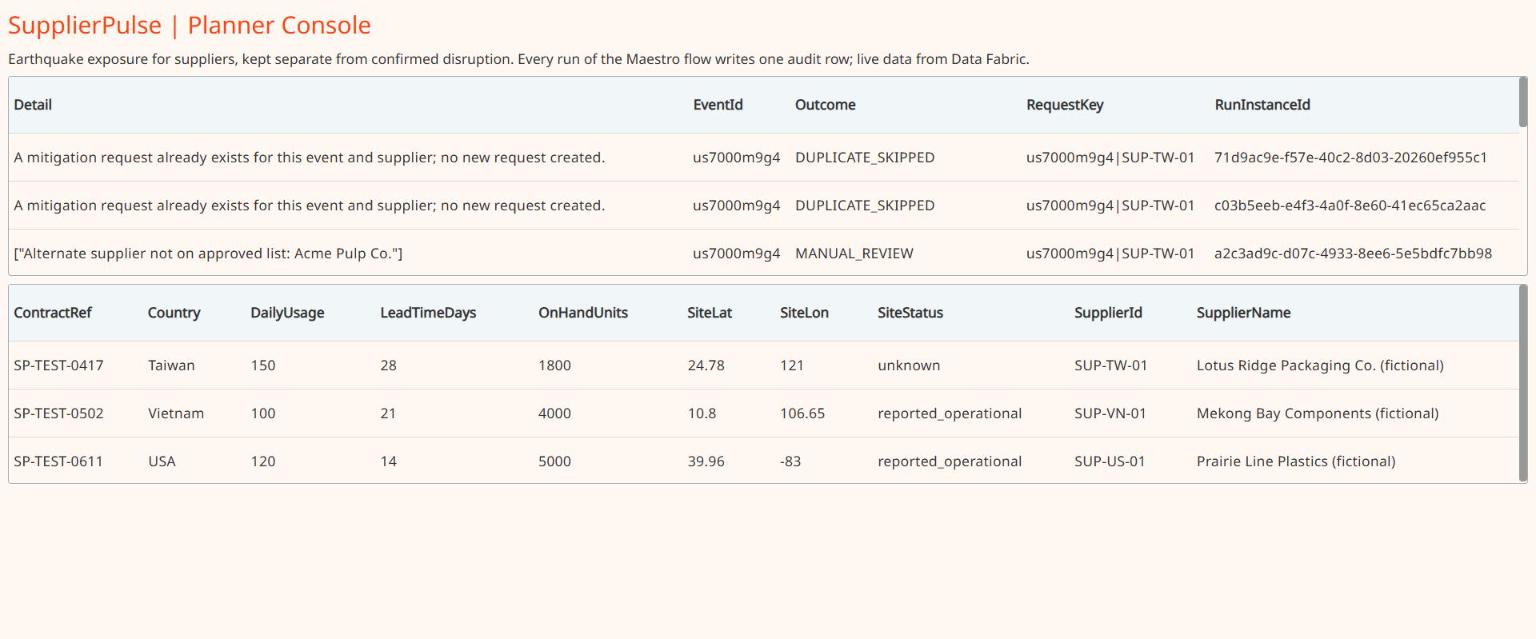 SupplierPulse | Planner Console
Earthquake exposure for suppliers, kept separate from confirmed disruption. Every run of the Maestro flow writes one audit row; live data from Data Fabric.
Detail EventId Outcome RequestKey RunInstanceId
A mitigation request already exists for this event and supplier; no new request created. us7000m9g4 DUPLICATE_SKIPPED us7000m9g4|SUP-TW-01 71d9ac9e-f57e-40c2-8d03-20260ef955c1
A mitigation request already exists for this event and supplier; no new request created. us7000m9g4 DUPLICATE_SKIPPED us7000m9g4|SUP-TW-01 c03b5eeb-e4f3-4a0f-8e60-41ec65ca2aac
["Alternate supplier not on approved list: Acme Pulp Co."] us7000m9g4 MANUAL_REVIEW us7000m9g4|SUP-TW-01 a2c3ad9c-d07c-4933-8ee6-5e5bdfc7bb98
ContractRef Country DailyUsage LeadTimeDays OnHandUnits SiteLat SiteLon SiteStatus SupplierId SupplierName
SP-TEST-0417 Taiwan 150 28 1800 24.78 121 unknown SUP-TW-01 Lotus Ridge Packaging Co. (fictional)
SP-TEST-0502 Vietnam 100 21 4000 10.8 106.65 reported_operational SUP-VN-01 Mekong Bay Components (fictional)
SP-TEST-0611 USA 120 14 5000 39.96 -83 reported_operational SUP-US-01 Prairie Line Plastics (fictional)